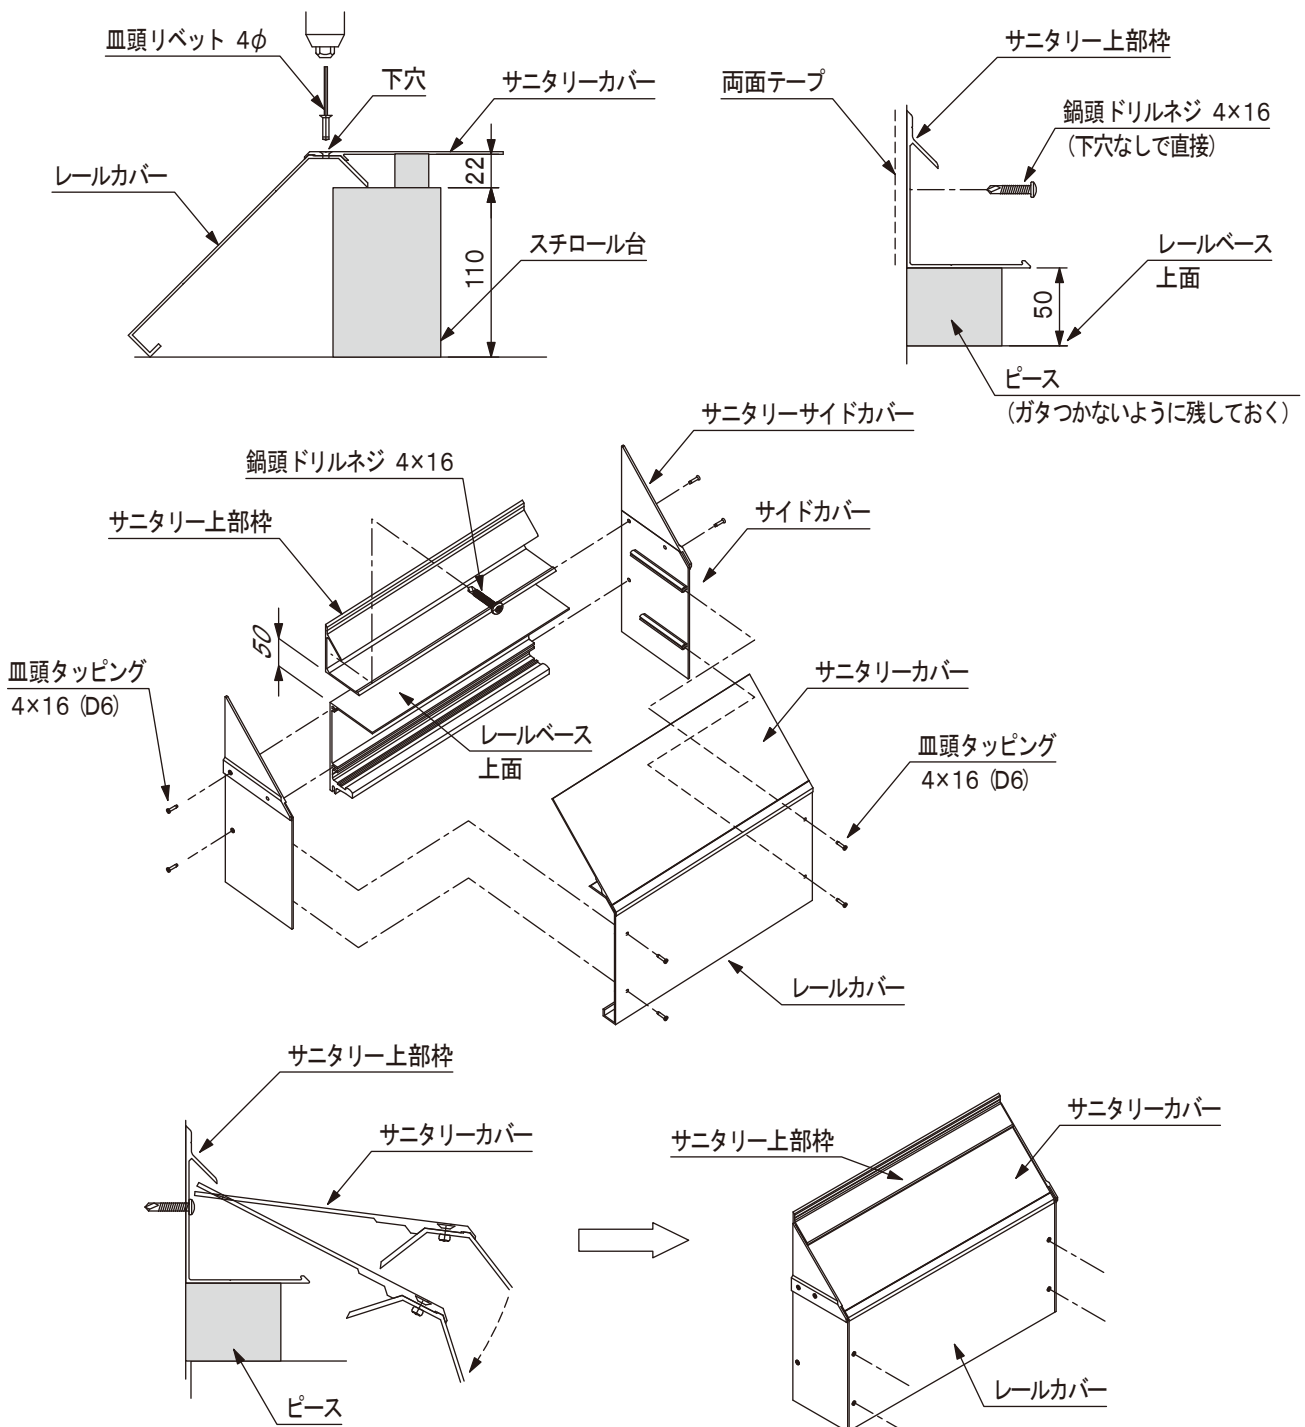 皿頭リベット 4φ
下穴
サニタリーカバー
レールカバー
22
スチロール台
110
サニタリー上部枠
両面テープ
鍋頭ドリルネジ 4×16
(下穴なしで直接)
レールベース
上面
50
ピース
(ガタつかないように残しておく)
サニタリーサイドカバー
鍋頭ドリルネジ 4×16
サイドカバー
サニタリー上部枠
50
皿頭タッピング
4×16 (D6)
サニタリーカバー
レールベース
上面
皿頭タッピング
4×16 (D6)
レールカバー
サニタリー上部枠
サニタリーカバー
ピース
サニタリーカバー
サニタリー上部枠
レールカバー